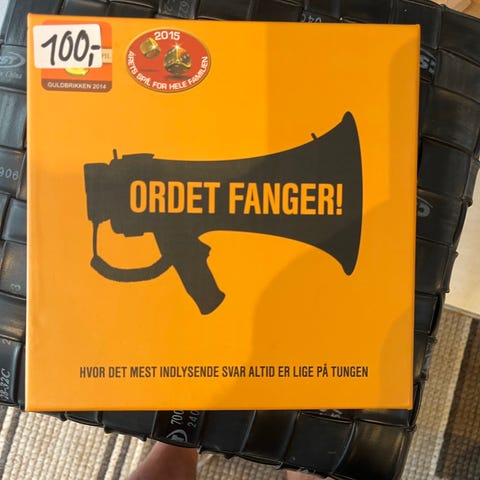 100,-
GULDBRIKKEN 2014
2015
ÅRETS SPIL FOR HELE FAMILIEN
ORDET FANGER!
HVOR DET MEST INDLYSENDE SVAR ALTID ER LIGE PÅ TUNGEN